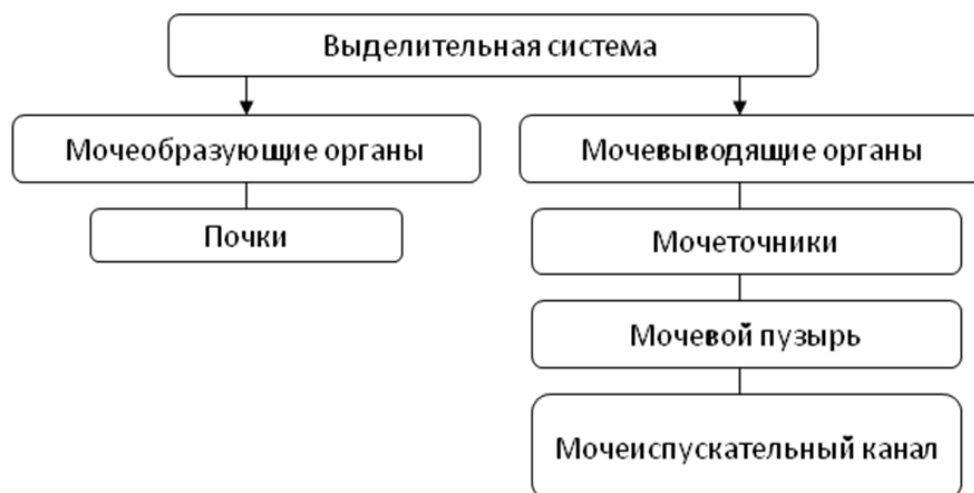 Выделительная система
Мочеобразующие органы
Мочевыводящие органы
Почки
Мочеточники
Мочевой пузырь
Мочеиспускательный канал